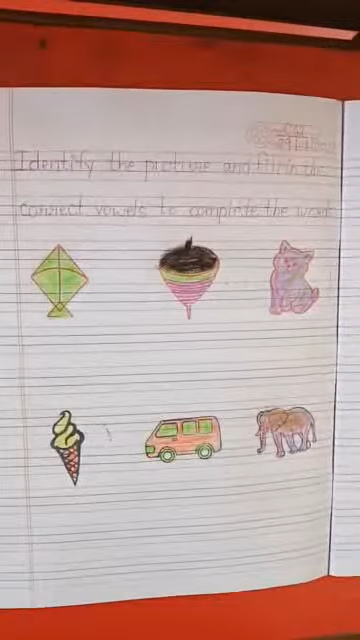 Identify the picture and fill in the
correct vowels to complete the word